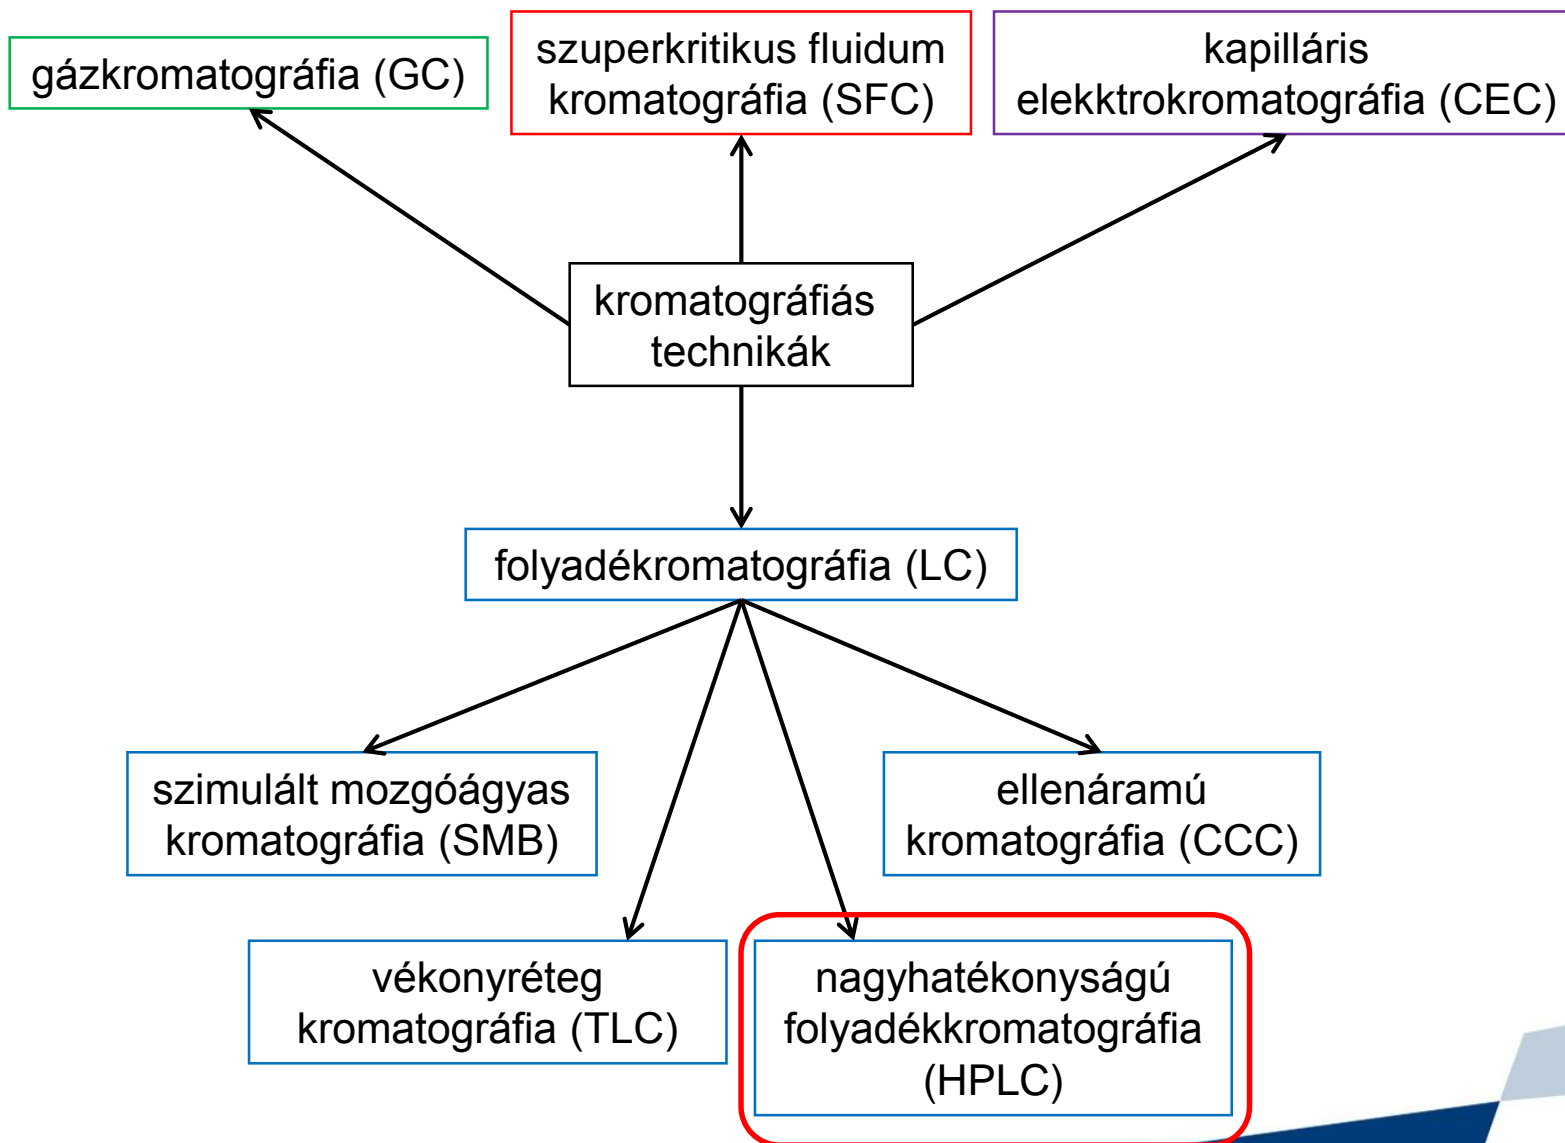 gázkromatográfia (GC)
szuperkritikus fluidum
kromatográfia (SFC)
kapilláris
elekktrokromatográfia (CEC)
kromatográfiás
technikák
folyadékromatográfia (LC)
szimulált mozgóágyas
kromatográfia (SMB)
ellenáramú
kromatográfia (CCC)
vékonyréteg
kromatográfia (TLC)
nagyhatékonyságú
folyadékkromatográfia
(HPLC)